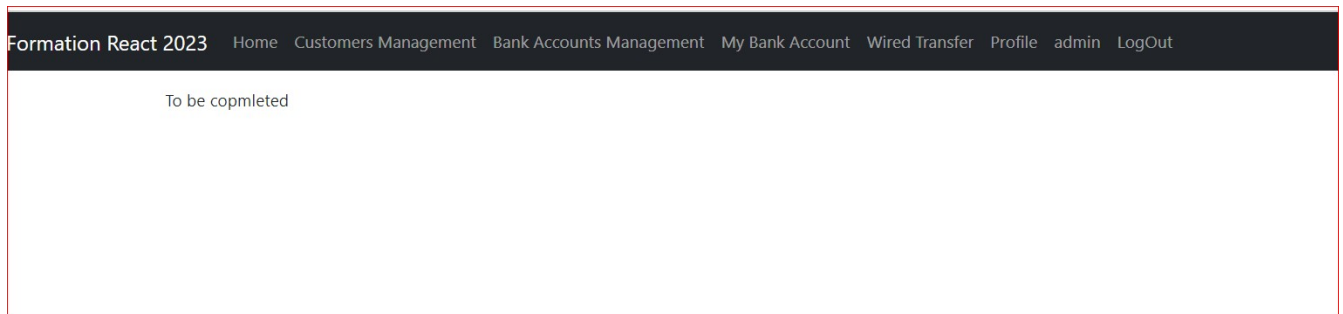 Formation React 2023 Home Customers Management Bank Accounts Management My Bank Account Wired Transfer Profile admin LogOut
To be copmleted